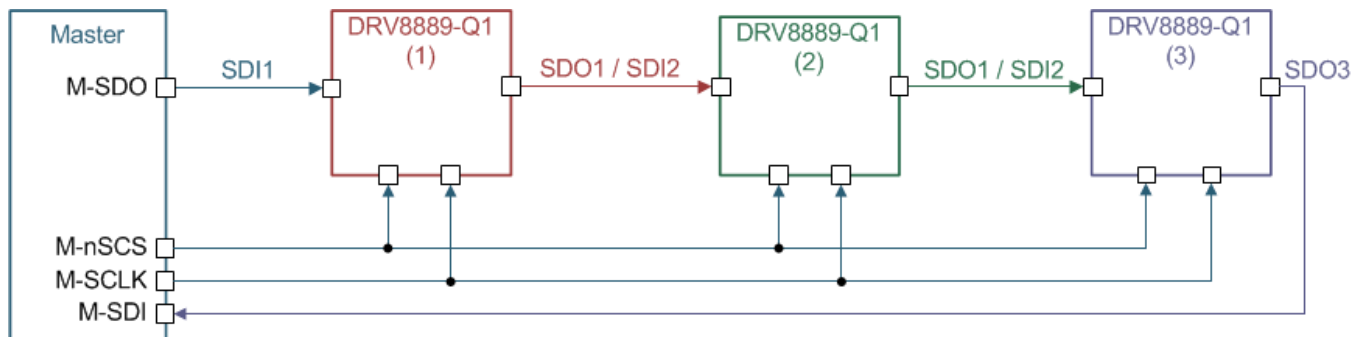 Master
DRV8889-Q1
(1)
DRV8889-Q1
(2)
DRV8889-Q1
(3)
M-SDO
SDI1
SDO1 / SDI2
SDO1 / SDI2
SDO3
M-nSCS
M-SCLK
M-SDI